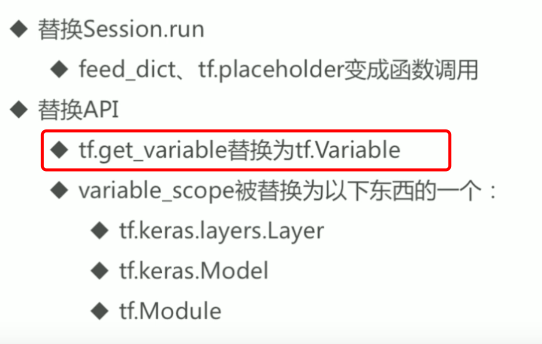 替换Session.run
feed_dict、tf.placeholder变成函数调用
替换API
tf.get_variable替换为tf.Variable
variable_scope被替换为以下东西的一个：
tf.keras.layers.Layer
tf.keras.Model
tf.Module